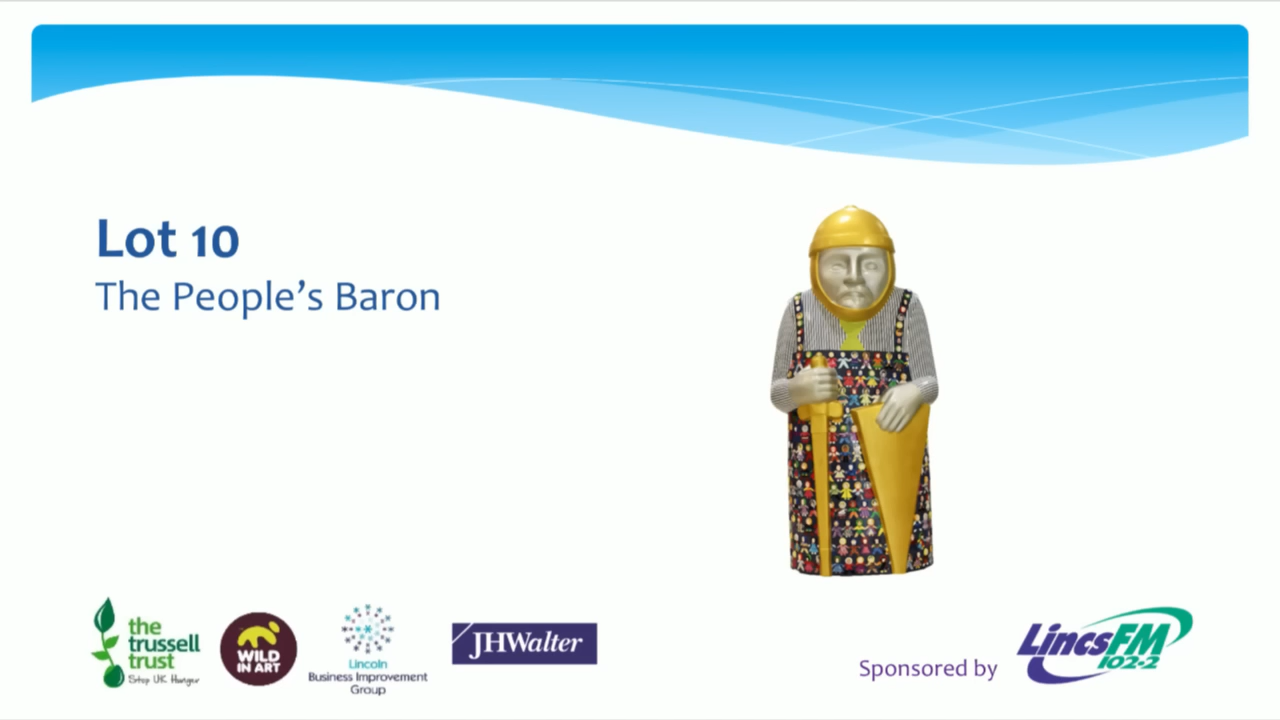 Lot 10
The People's Baron
the
trussell
trust
Stop UK Hunger
WILD
IN ART
Lincoln
Business Improvement
Group
JHWalter
Sponsored by
LincsFM
102·2